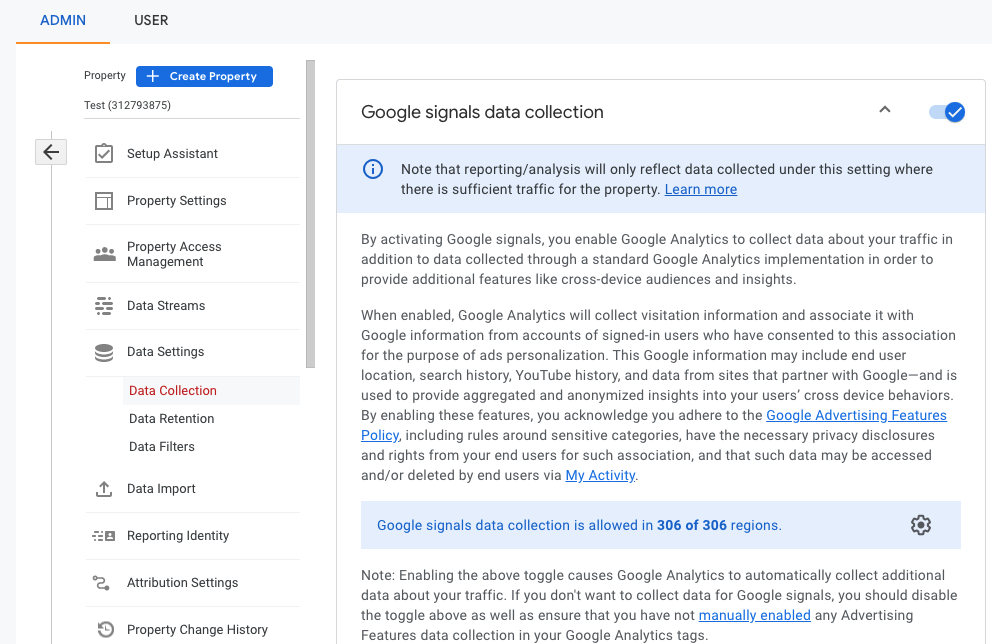 ADMIN
USER
Property
Create Property
Test (312793875)
Setup Assistant
Property Settings
Property Access
Management
Data Streams
Data Settings
Data Collection
Data Retention
Data Filters
Data Import
Reporting Identity
Attribution Settings
Property Change History
Google signals data collection
Note that reporting/analysis will only reflect data collected under this setting where
there is sufficient traffic for the property. Learn more
By activating Google signals, you enable Google Analytics to collect data about your traffic in
addition to data collected through a standard Google Analytics implementation in order to
provide additional features like cross-device audiences and insights.
When enabled, Google Analytics will collect visitation information and associate it with
Google information from accounts of signed-in users who have consented to this association
for the purpose of ads personalization. This Google information may include end user
location, search history, YouTube history, and data from sites that partner with Google—and is
used to provide aggregated and anonymized insights into your users’ cross device behaviors.
By enabling these features, you acknowledge you adhere to the Google Advertising Features
Policy, including rules around sensitive categories, have the necessary privacy disclosures
and rights from your end users for such association, and that such data may be accessed
and/or deleted by end users via My Activity.
Google signals data collection is allowed in 306 of 306 regions.
Note: Enabling the above toggle causes Google Analytics to automatically collect additional
data about your traffic. If you don't want to collect data for Google signals, you should disable
the toggle above as well as ensure that you have not manually enabled any Advertising
Features data collection in your Google Analytics tags.